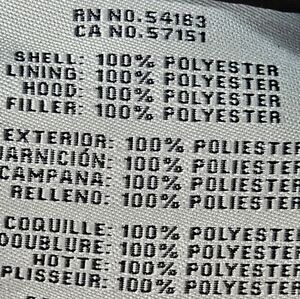 RN NO.54163
CA NO.57151
SHELL: 100% POLYESTER
LINING: 100% POLYESTER
HOOD: 100% POLYESTER
FILLER: 100% POLYESTER
EXTERIOR: 100% POLIESTER
UARNICIÓN: 100% POLIESTER
CAMPANA: 100% POLIESTER
RELLENO: 100% POLIESTER
COQUILLE: 100% POLYESTER
DOUBLURE: 100% POLYESTER
HOTTE: 100% POLYESTER
PLISSEUR: 100% POLYESTER